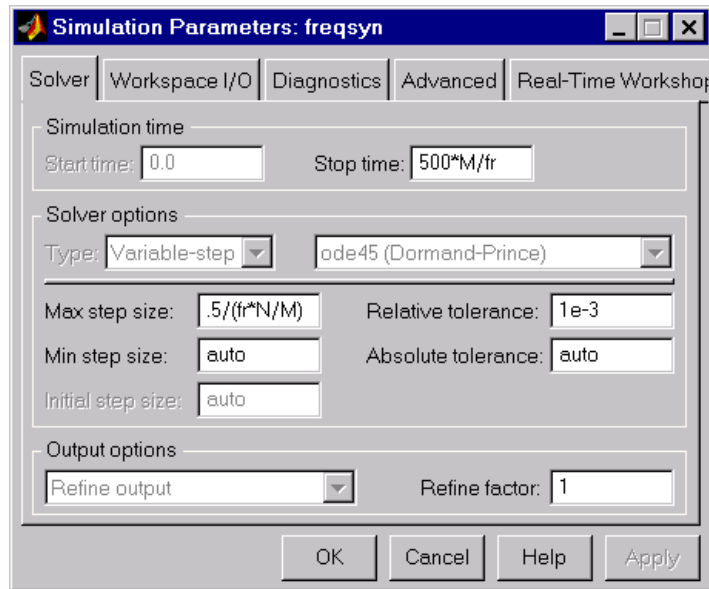 Simulation Parameters: freqsyn
Solver Workspace I/O Diagnostics Advanced Real-Time Workshop
Simulation time
Start time: 0.0 Stop time: 500*M/fr
Solver options
Type: Variable-step ode45 (Dormand-Prince)
Max step size: .5/(fr*N/M) Relative tolerance: 1e-3
Min step size: auto Absolute tolerance: auto
Initial step size: auto
Output options
Refine output Refine factor: 1
OK Cancel Help Apply